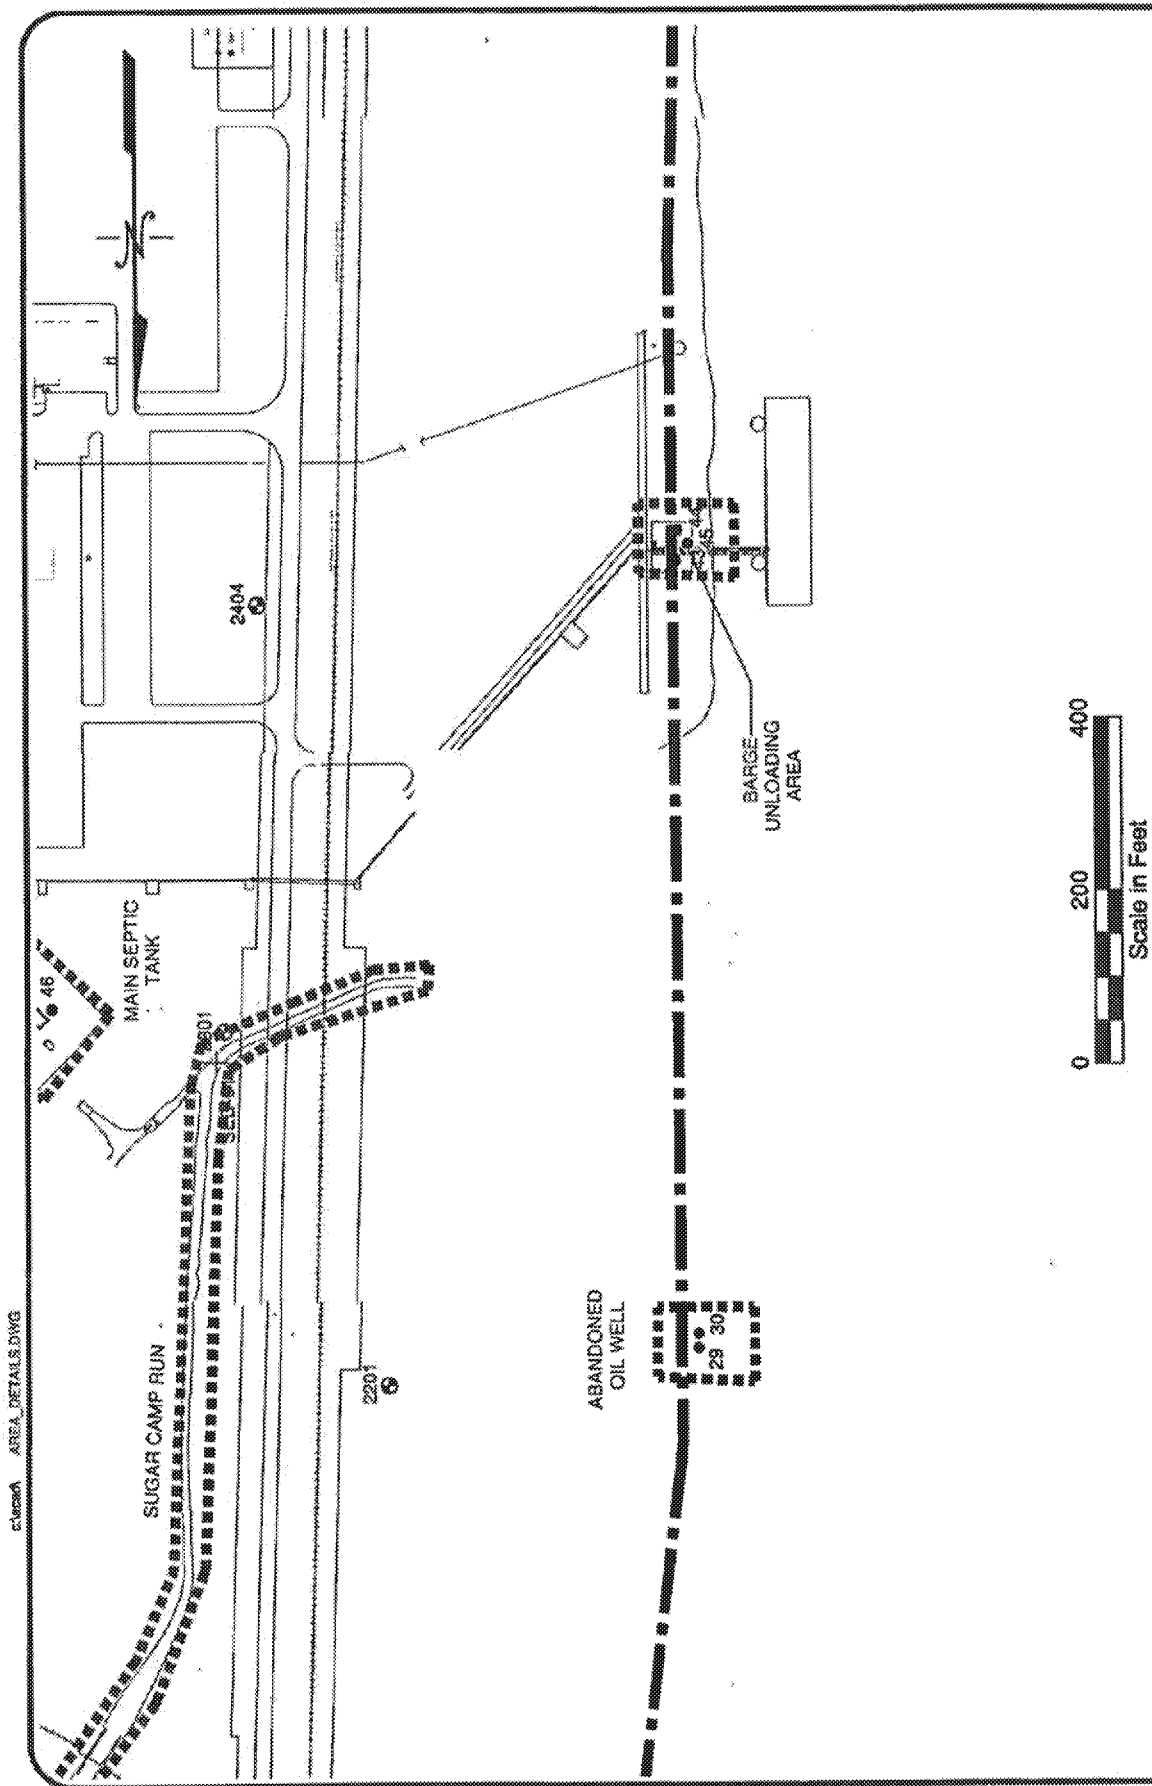 c:\acad\ AREA_DETAILS.DWG
N
2404
MAIN SEPTIC
TANK
46
SUGAR CAMP RUN
2201
ABANDONED
OIL WELL
29 30
45
BARGE
UNLOADING
AREA
0 200 400
Scale in Feet